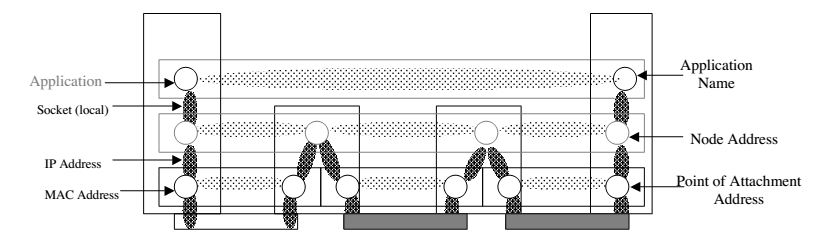 Application
Name
Application
Socket (local)
Node Address
IP Address
MAC Address
Point of Attachment
Address